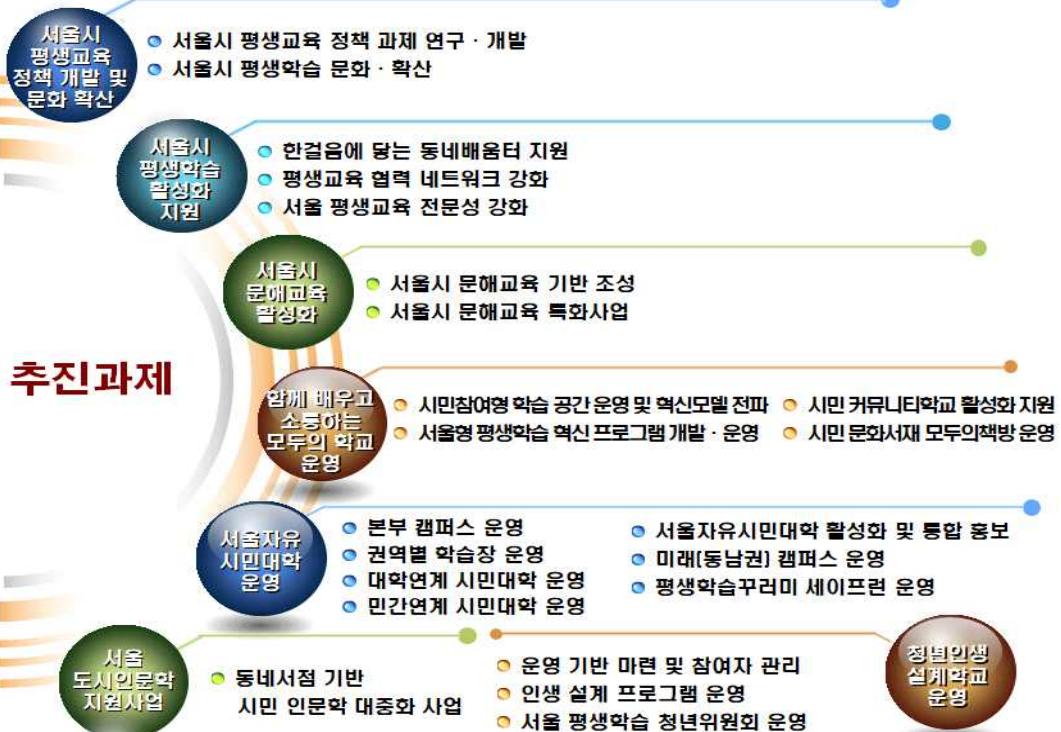 서울시
평생교육
정책 개발 및
문화 확산
서울시 평생교육 정책 과제 연구 · 개발
서울시 평생학습 문화 · 확산
서울시
평생학습
활성화
지원
한걸음에 닿는 동네배움터 지원
평생교육 협력 네트워크 강화
서울 평생교육 전문성 강화
서울시
문해교육
활성화
서울시 문해교육 기반 조성
서울시 문해교육 특화사업
추진과제
함께 배우고
소통하는
모두의 학교
운영
시민참여형 학습 공간 운영 및 혁신모델 전파
서울형 평생학습 혁신 프로그램 개발 · 운영
시민 커뮤니티학교 활성화 지원
시민 문화서재 모두의책방 운영
서울자유
시민대학
운영
본부 캠퍼스 운영
권역별 학습장 운영
대학연계 시민대학 운영
민간연계 시민대학 운영
서울자유시민대학 활성화 및 통합 홍보
미래(동남권) 캠퍼스 운영
평생학습꾸러미 세이프런 운영
서울
도시인문학
지원사업
동네서점 기반
시민 인문학 대중화 사업
운영 기반 마련 및 참여자 관리
인생 설계 프로그램 운영
서울 평생학습 청년위원회 운영
청년인생
설계학교
운영